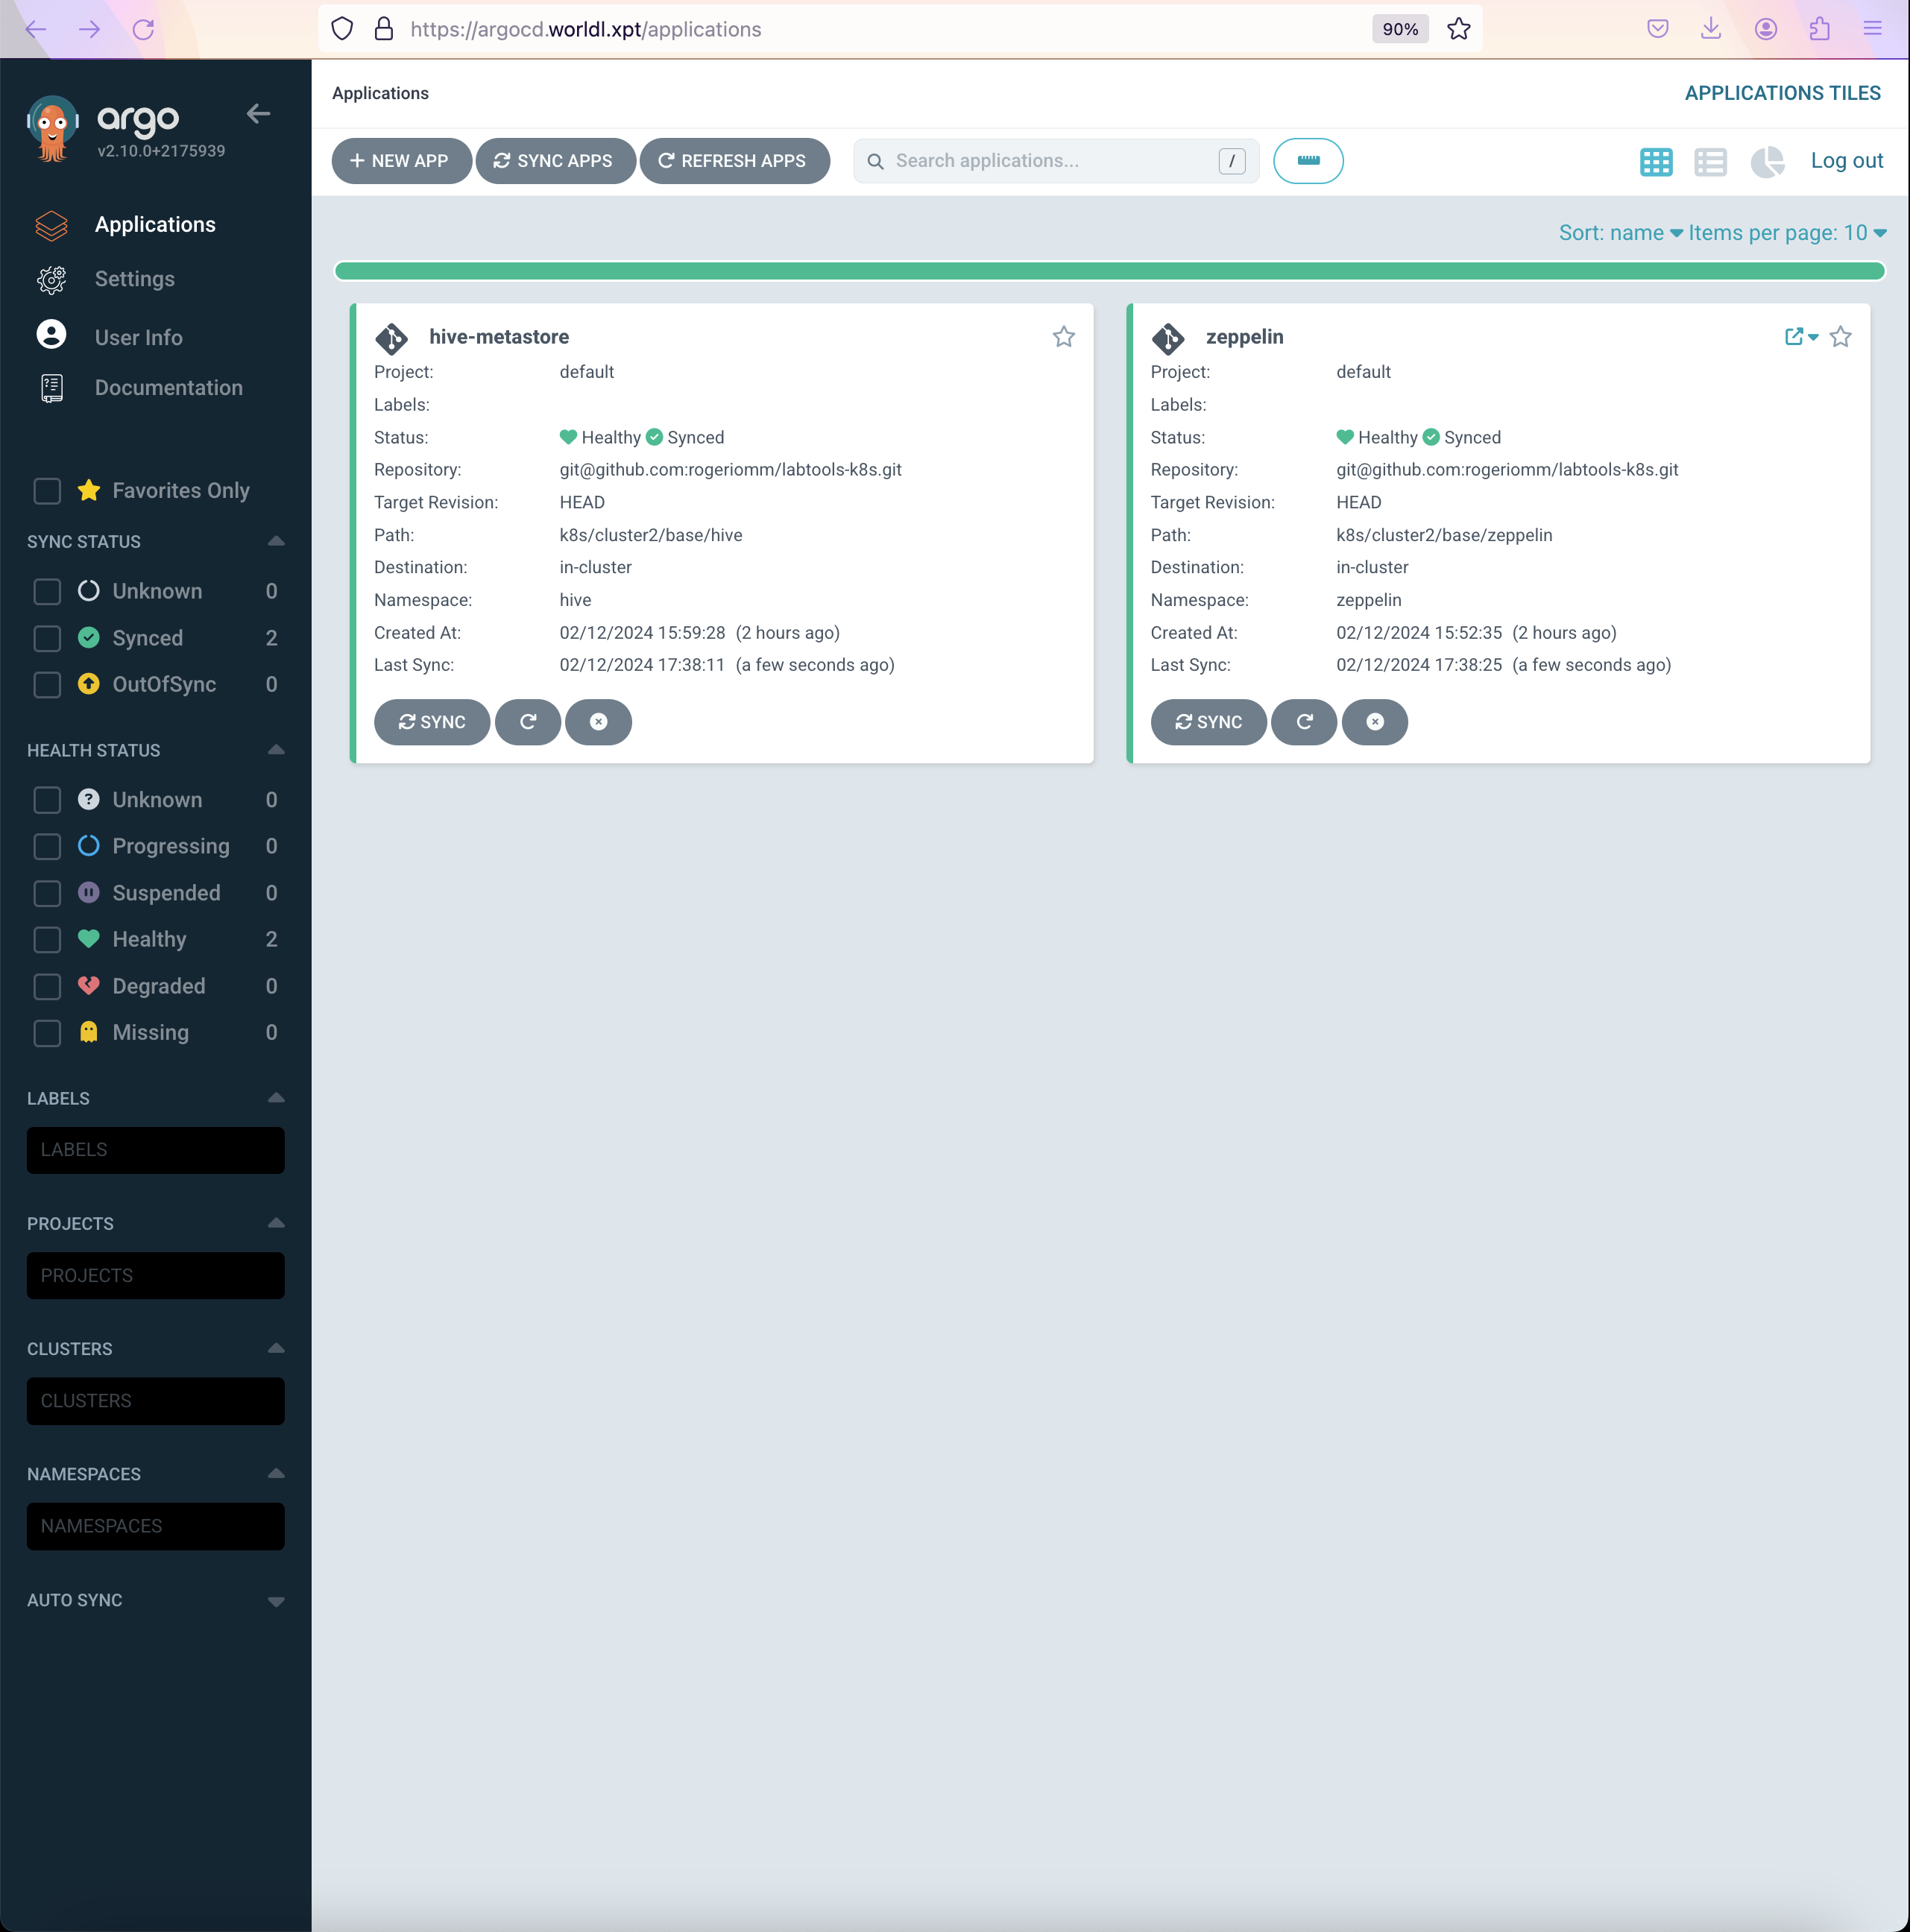 https://argocd.worldl.xpt/applications
90%
argo
v2.10.0+2175939
Applications
Settings
User Info
Documentation
Favorites Only
SYNC STATUS
Unknown 0
Synced 2
OutOfSync 0
HEALTH STATUS
Unknown 0
Progressing 0
Suspended 0
Healthy 2
Degraded 0
Missing 0
LABELS
LABELS
PROJECTS
PROJECTS
CLUSTERS
CLUSTERS
NAMESPACES
NAMESPACES
AUTO SYNC
Applications
APPLICATIONS TILES
NEW APP
SYNC APPS
REFRESH APPS
Search applications...
/
Log out
Sort: name
Items per page: 10
hive-metastore
Project: default
Labels:
Status: Healthy Synced
Repository: git@github.com:rogeriomm/labtools-k8s.git
Target Revision: HEAD
Path: k8s/cluster2/base/hive
Destination: in-cluster
Namespace: hive
Created At: 02/12/2024 15:59:28 (2 hours ago)
Last Sync: 02/12/2024 17:38:11 (a few seconds ago)
SYNC
zeppelin
Project: default
Labels:
Status: Healthy Synced
Repository: git@github.com:rogeriomm/labtools-k8s.git
Target Revision: HEAD
Path: k8s/cluster2/base/zeppelin
Destination: in-cluster
Namespace: zeppelin
Created At: 02/12/2024 15:52:35 (2 hours ago)
Last Sync: 02/12/2024 17:38:25 (a few seconds ago)
SYNC